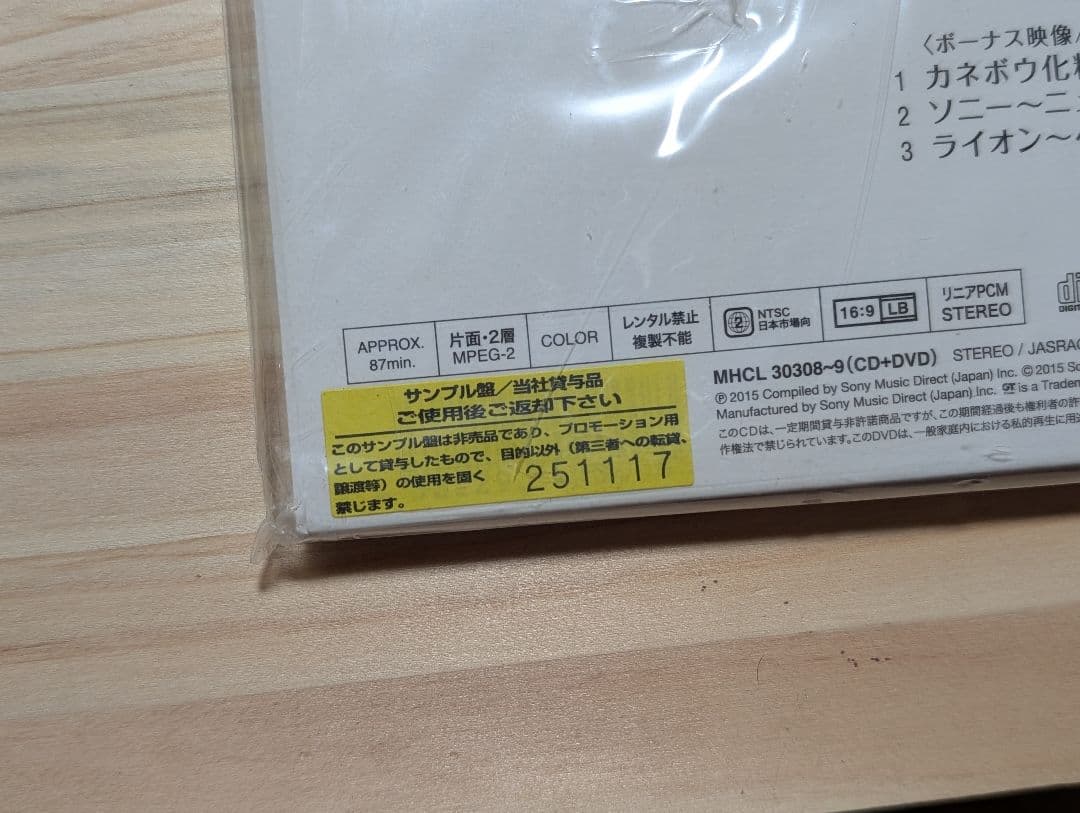 〈ボーナス映像
1 カネボウ化
2 ソニー〜ニュ
3 ライオン〜
APPROX. 87min.
片面・2層 MPEG-2
COLOR
レンタル禁止 複製不能
2 NTSC 日本市場向
16:9 LB
リニアPCM STEREO
MHCL 30308~9(CD+DVD) STEREO / JASRAC
Ⓟ 2015 Compiled by Sony Music Direct (Japan) Inc. © 2015 So
Manufactured by Sony Music Direct (Japan) Inc. is a Tradem
このCDは、一定期間貸与非許諾商品ですが、この期間経過後も権利者の許
作権法で禁じられています。このDVDは、一般家庭内における私的再生に用途
サンプル盤/当社貸与品
ご使用後ご返却下さい
このサンプル盤は非売品であり、プロモーション用
として貸与したもので、目的以外（第三者への転貸、
譲渡等）の使用を固く
禁じます。
251117